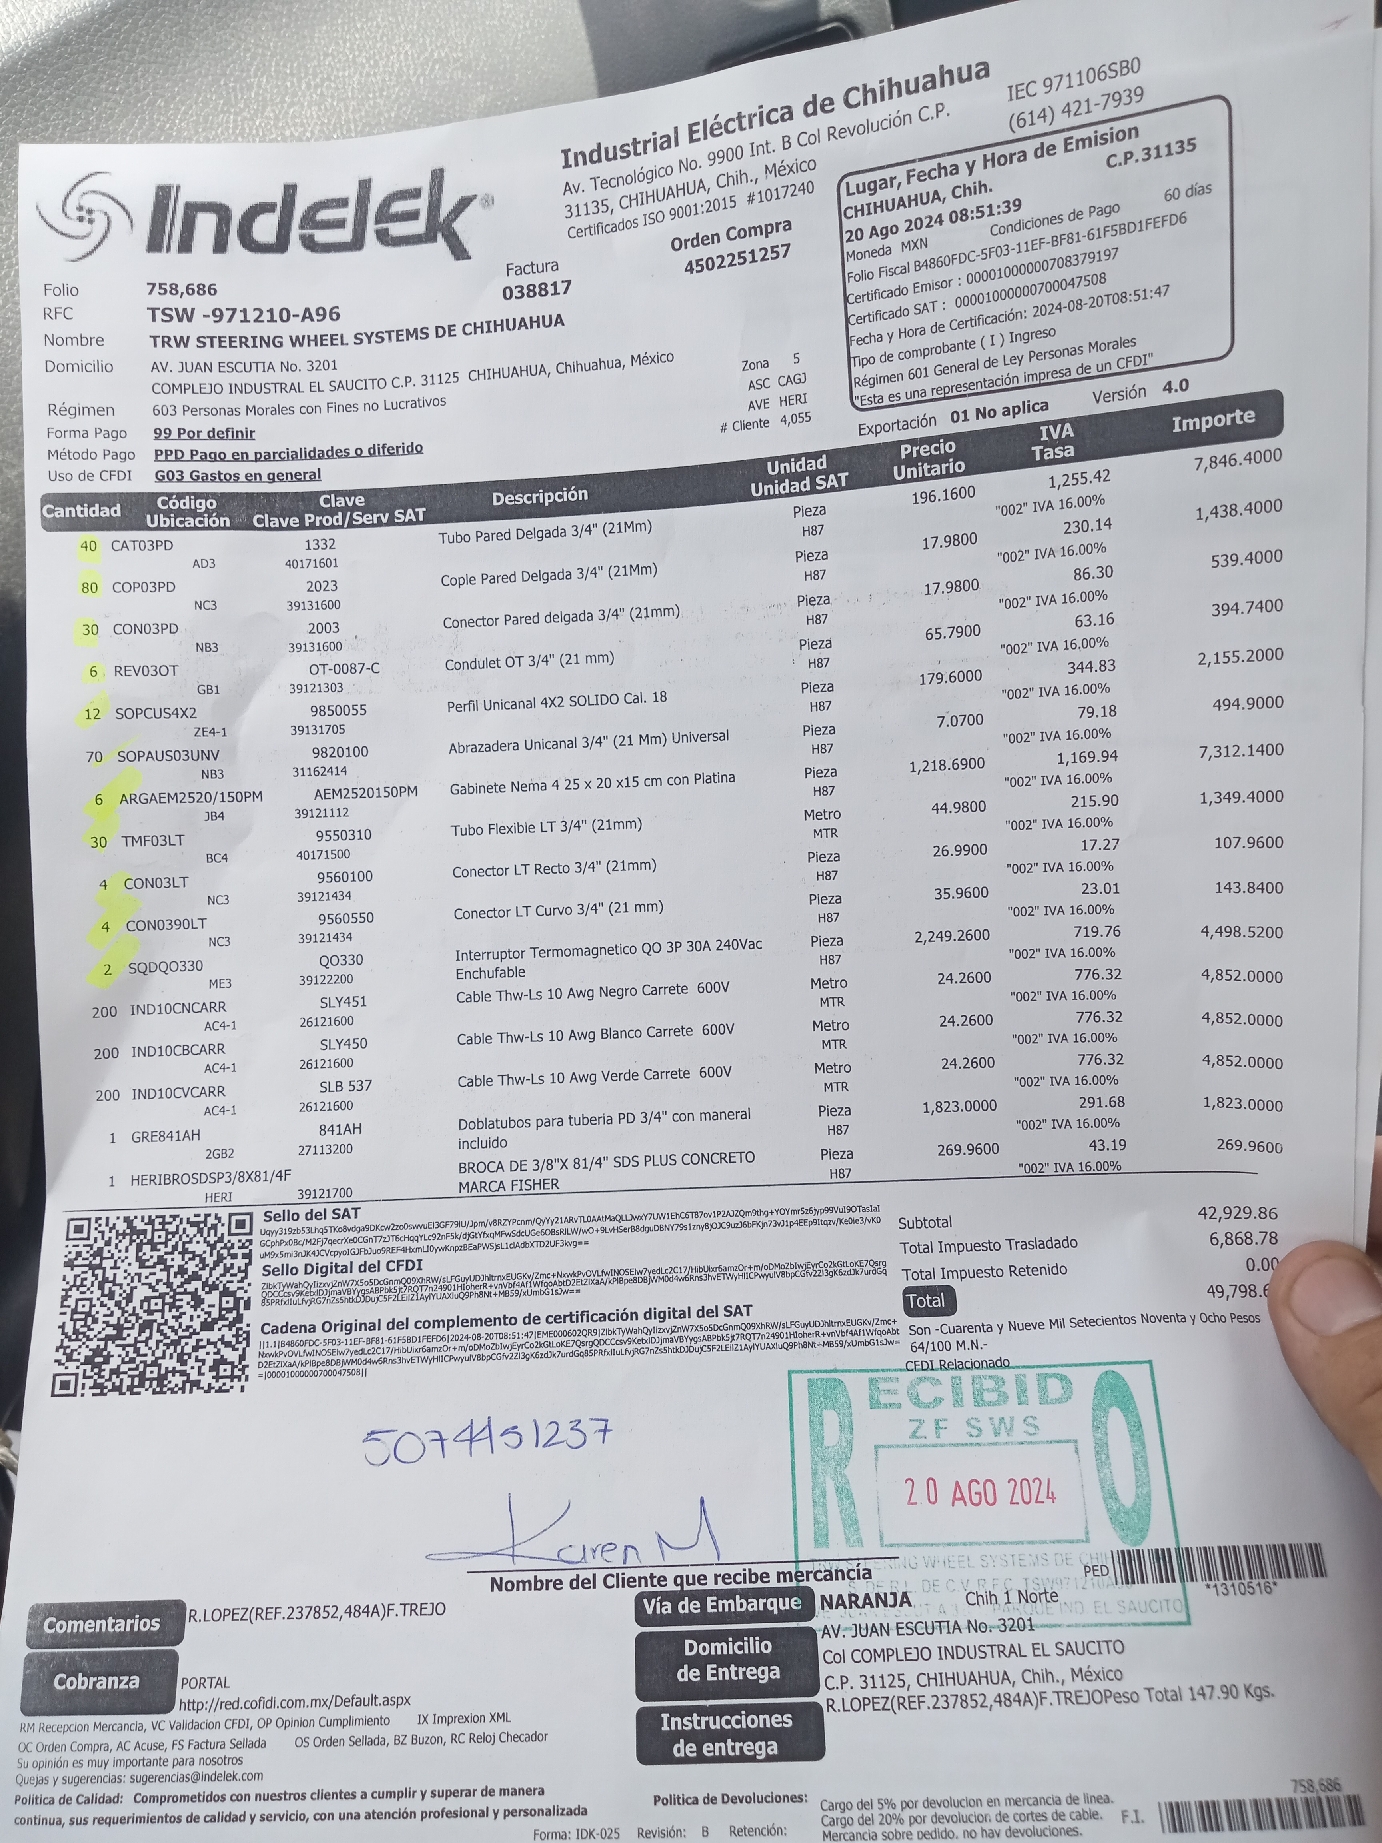 Indelek®
Industrial Eléctrica de Chihuahua
Av. Tecnológico No. 9900 Int. B Col Revolución C.P.
31135, CHIHUAHUA, Chih., México
Certificados ISO 9001:2015 #1017240
IEC 971106SB0
(614) 421-7939
Lugar, Fecha y Hora de Emision
CHIHUAHUA, Chih. C.P.31135
20 Ago 2024 08:51:39
Moneda MXN Condiciones de Pago 60 días
Folio Fiscal B4860FDC-5F03-11EF-BF81-61F5BD1FEFD6
Certificado Emisor : 00001000000708379197
Certificado SAT : 00001000000700047508
Fecha y Hora de Certificación: 2024-08-20T08:51:47
Tipo de comprobante ( I ) Ingreso
Régimen 601 General de Ley Personas Morales
"Esta es una representación impresa de un CFDI"
Orden Compra
4502251257
Factura
038817
Folio 758,686
RFC TSW -971210-A96
Nombre TRW STEERING WHEEL SYSTEMS DE CHIHUAHUA
Domicilio AV. JUAN ESCUTIA No. 3201
COMPLEJO INDUSTRAL EL SAUCITO C.P. 31125 CHIHUAHUA, Chihuahua, México
Régimen 603 Personas Morales con Fines no Lucrativos
Forma Pago 99 Por definir
Método Pago PPD Pago en parcialidades o diferido
Uso de CFDI G03 Gastos en general
Zona 5
ASC CAGJ
AVE HERI
# Cliente 4,055
Exportación 01 No aplica Versión 4.0
Cantidad Código Ubicación Clave Clave Prod/Serv SAT Descripción Unidad Unidad SAT Precio Unitario IVA Tasa Importe
40 CAT03PD 1332 Tubo Pared Delgada 3/4" (21Mm) Pieza 196.1600 1,255.42 7,846.4000
AD3 40171601 H87 "002" IVA 16.00%
80 COP03PD 2023 Cople Pared Delgada 3/4" (21Mm) Pieza 17.9800 230.14 1,438.4000
NC3 39131600 H87 "002" IVA 16.00%
30 CON03PD 2003 Conector Pared delgada 3/4" (21mm) Pieza 17.9800 86.30 539.4000
NB3 39131600 H87 "002" IVA 16.00%
6 REV03OT OT-0087-C Condulet OT 3/4" (21 mm) Pieza 65.7900 63.16 394.7400
GB1 39121303 H87 "002" IVA 16.00%
12 SOPCUS4X2 9850055 Perfil Unicanal 4X2 SOLIDO Cal. 18 Pieza 179.6000 344.83 2,155.2000
ZE4-1 39131705 H87 "002" IVA 16.00%
70 SOPAUS03UNV 9820100 Abrazadera Unicanal 3/4" (21 Mm) Universal Pieza 7.0700 79.18 494.9000
NB3 31162414 H87 "002" IVA 16.00%
6 ARGAEM2520/150PM AEM2520150PM Gabinete Nema 4 25 x 20 x15 cm con Platina Pieza 1,218.6900 1,169.94 7,312.1400
JB4 39121112 H87 "002" IVA 16.00%
30 TMF03LT 9550310 Tubo Flexible LT 3/4" (21mm) Metro 44.9800 215.90 1,349.4000
BC4 40171500 MTR "002" IVA 16.00%
4 CON03LT 9560100 Conector LT Recto 3/4" (21mm) Pieza 26.9900 17.27 107.9600
NC3 39121434 H87 "002" IVA 16.00%
4 CON0390LT 9560550 Conector LT Curvo 3/4" (21 mm) Pieza 35.9600 23.01 143.8400
NC3 39121434 H87 "002" IVA 16.00%
2 SQDQO330 QO330 Interruptor Termomagnetico QO 3P 30A 240Vac Pieza 2,249.2600 719.76 4,498.5200
ME3 39122200 Enchufable H87 "002" IVA 16.00%
200 IND10CNCARR SLY451 Cable Thw-Ls 10 Awg Negro Carrete 600V Metro 24.2600 776.32 4,852.0000
AC4-1 26121600 MTR "002" IVA 16.00%
200 IND10CBCARR SLY450 Cable Thw-Ls 10 Awg Blanco Carrete 600V Metro 24.2600 776.32 4,852.0000
AC4-1 26121600 MTR "002" IVA 16.00%
200 IND10CVCARR SLB 537 Cable Thw-Ls 10 Awg Verde Carrete 600V Metro 24.2600 776.32 4,852.0000
AC4-1 26121600 MTR "002" IVA 16.00%
1 GRE841AH 841AH Doblatubos para tuberia PD 3/4" con maneral Pieza 1,823.0000 291.68 1,823.0000
2GB2 27113200 incluido H87 "002" IVA 16.00%
1 HERIBROSDSP3/8X81/4F BROCA DE 3/8"X 81/4" SDS PLUS CONCRETO Pieza 269.9600 43.19 269.9600
HERI 39121700 MARCA FISHER H87 "002" IVA 16.00%
Sello del SAT
Sello Digital del CFDI
Cadena Original del complemento de certificación digital del SAT
Subtotal 42,929.86
Total Impuesto Trasladado 6,868.78
Total Impuesto Retenido 0.00
Total 49,798.6
Son -Cuarenta y Nueve Mil Setecientos Noventa y Ocho Pesos
64/100 M.N.-
CFDI Relacionado
5074451237
RECIBIDO
ZF SWS
20 AGO 2024
Karen M
Nombre del Cliente que recibe mercancía
PED
*1310516*
Comentarios R.LOPEZ(REF.237852,484A)F.TREJO
Vía de Embarque NARANJA Chih 1 Norte
Domicilio de Entrega AV. JUAN ESCUTIA No. 3201
Col COMPLEJO INDUSTRAL EL SAUCITO
C.P. 31125, CHIHUAHUA, Chih., México
Cobranza PORTAL
http://red.cofidi.com.mx/Default.aspx
Instrucciones de entrega R.LOPEZ(REF.237852,484A)F.TREJOPeso Total 147.90 Kgs.
RM Recepcion Mercancia, VC Validacion CFDI, OP Opinion Cumplimiento IX Imprexion XML
OC Orden Compra, AC Acuse, FS Factura Sellada OS Orden Sellada, BZ Buzon, RC Reloj Checador
Su opinión es muy importante para nosotros
Quejas y sugerencias: sugerencias@indelek.com
Politica de Calidad: Comprometidos con nuestros clientes a cumplir y superar de manera
continua, sus requerimientos de calidad y servicio, con una atención profesional y personalizada
Politica de Devoluciones: Cargo del 5% por devolucion en mercancia de linea.
Cargo del 20% por devolucion de cortes de cable.
Mercancia sobre pedido, no hay devoluciones.
F.I.
758,686
Forma: IDK-025 Revisión: B Retención: